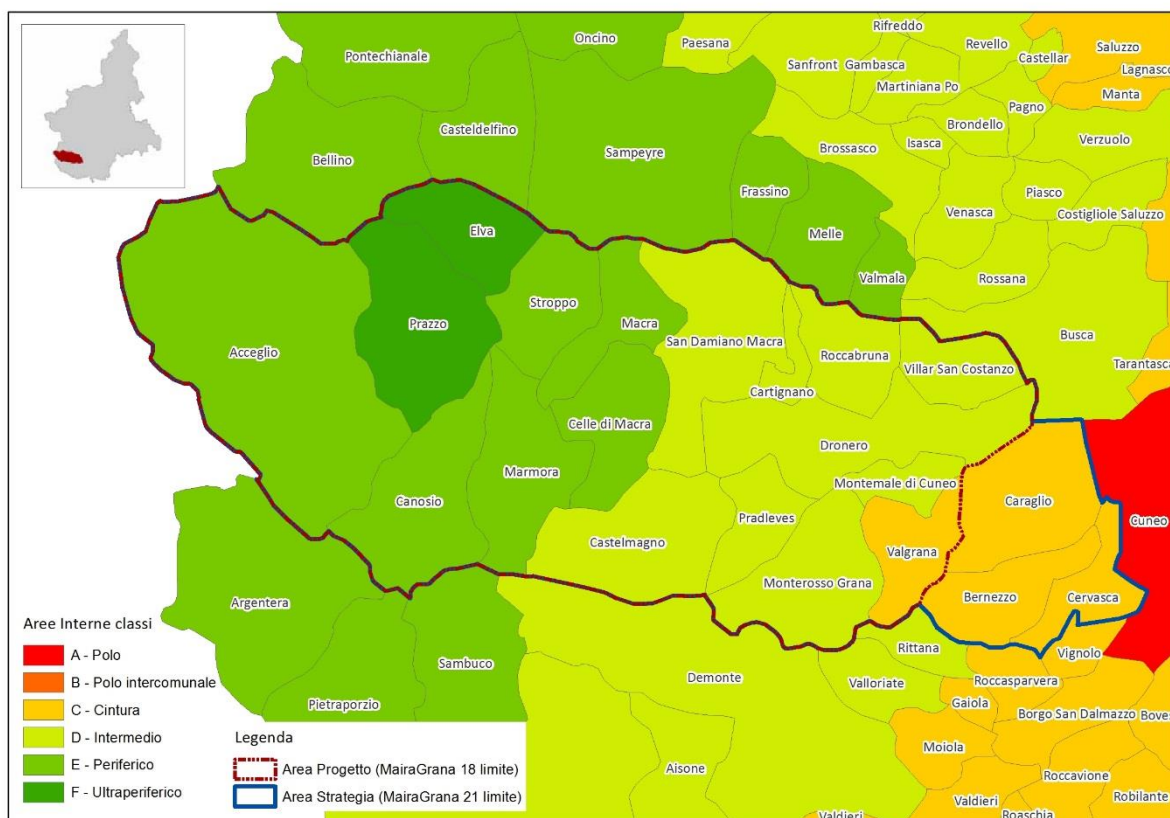 Pontechianale
Oncino
Paesana
Rifreddo
Sanfront
Gambasca
Revello
Castellar
Saluzzo
Lagnasco
Manta
Martiniana Po
Pagno
Casteldelfino
Bellino
Sampeyre
Brossasco
Isasca
Brondello
Verzuolo
Frassino
Venasca
Piasco
Costigliole Saluzzo
Elva
Melle
Valmala
Rossana
Stroppo
Prazzo
Macra
Acceglio
San Damiano Macra
Roccabruna
Villar San Costanzo
Busca
Tarantasca
Cartignano
Celle di Macra
Dronero
Marmora
Montemale di Cuneo
Canosio
Caraglio
Pradleves
Cuneo
Castelmagno
Valgrana
Monterosso Grana
Bernezzo
Cervasca
Argentera
Rittana
Vignolo
Sambuco
Demonte
Valloriate
Roccasparvera
Pietraporzio
Gaiola
Borgo San Dalmazzo
Boves
Moiola
Aisone
Roccavione
Valdieri
Robilante
Roaschia
Aree Interne classi
A - Polo
B - Polo intercomunale
C - Cintura
D - Intermedio
E - Periferico
F - Ultraperiferico
Legenda
Area Progetto (MairaGrana 18 limite)
Area Strategia (MairaGrana 21 limite)